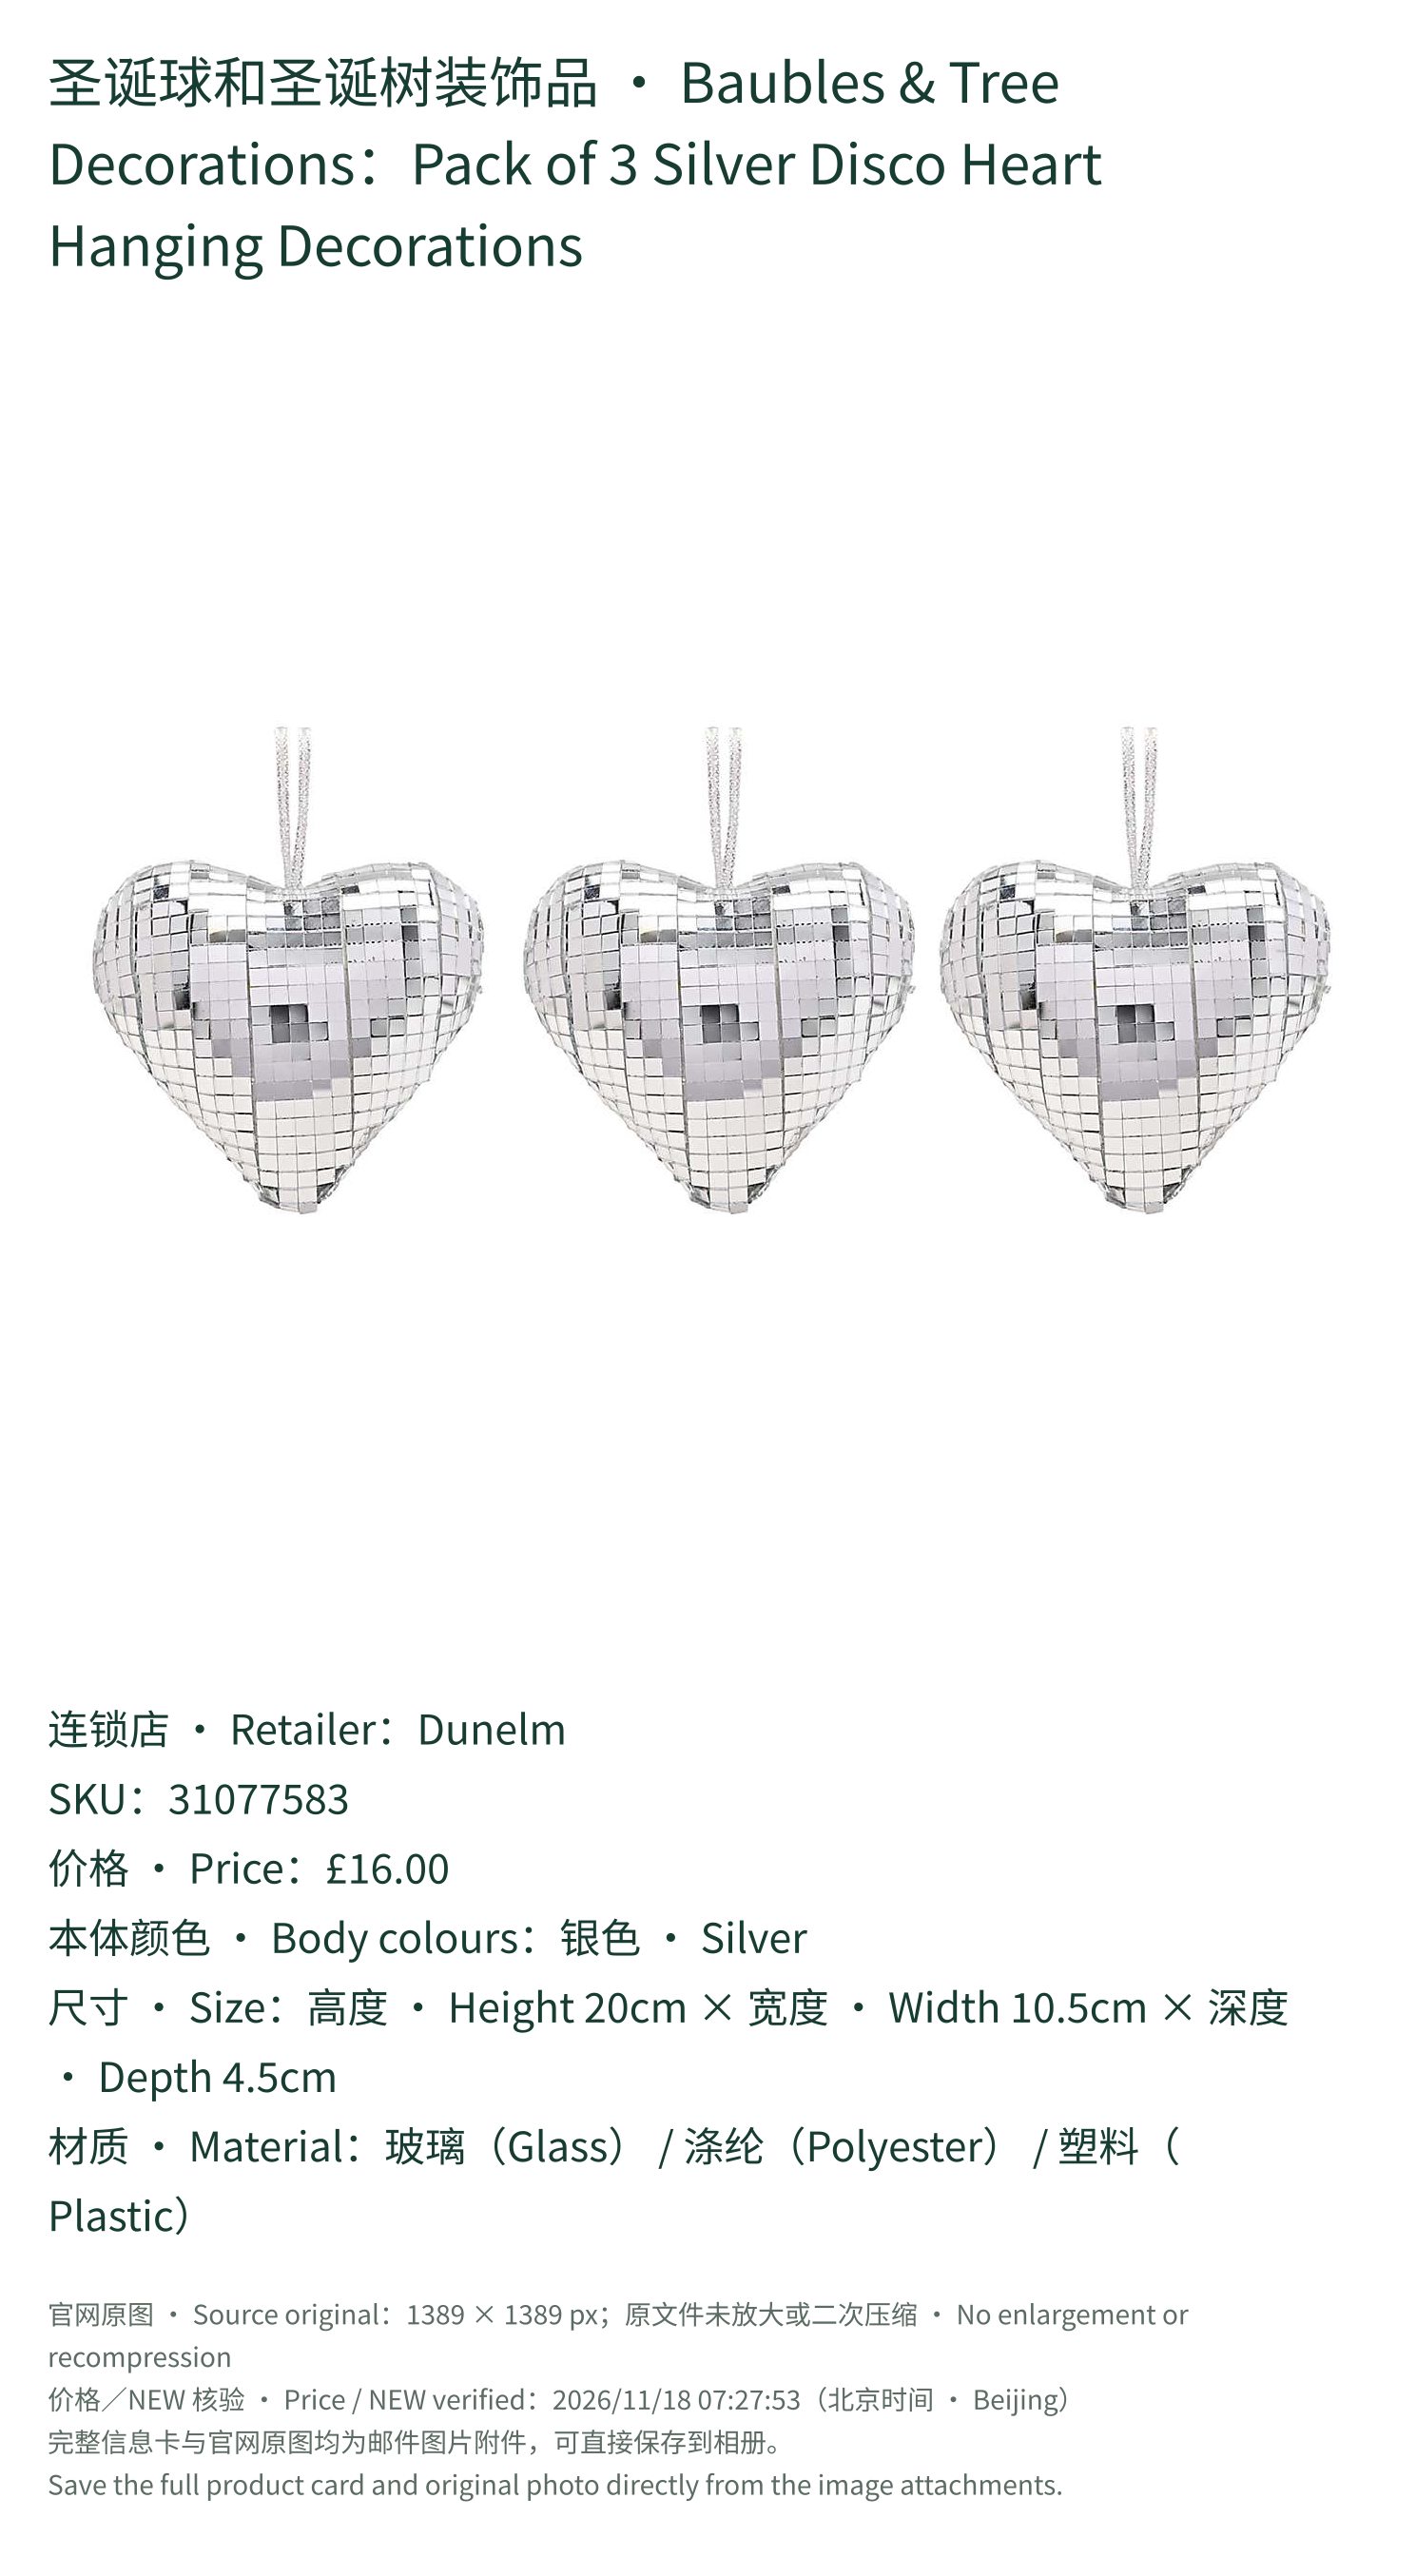 圣诞球和圣诞树装饰品 · Baubles & Tree
Decorations：Pack of 3 Silver Disco Heart
Hanging Decorations
连锁店 · Retailer：Dunelm
SKU：31077583
价格 · Price：£16.00
本体颜色 · Body colours：银色 · Silver
尺寸 · Size：高度 · Height 20cm × 宽度 · Width 10.5cm × 深度
· Depth 4.5cm
材质 · Material：玻璃（Glass） / 涤纶（Polyester） / 塑料（
Plastic）
官网原图 · Source original：1389 × 1389 px；原文件未放大或二次压缩 · No enlargement or
recompression
价格／NEW 核验 · Price / NEW verified：2026/11/18 07:27:53（北京时间 · Beijing）
完整信息卡与官网原图均为邮件图片附件，可直接保存到相册。
Save the full product card and original photo directly from the image attachments.